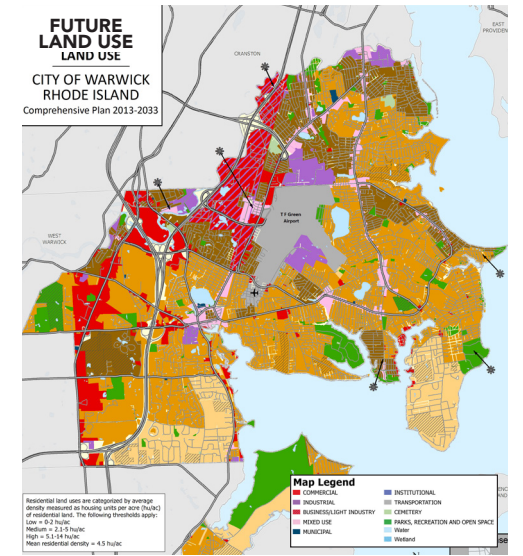 FUTURE
LAND USE
LAND USE
CITY OF WARWICK
RHODE ISLAND
Comprehensive Plan 2013-2033
CRANSTON
EAST
PROVIDEN
T F Green
Airport
WEST
WARWICK
Residential land uses are categorized by average
density measured as housing units per acre (hu/ac)
of residential land. The following thresholds apply:
Low = 0-2 hu/ac
Medium = 2.1-5 hu/ac
High = 5.1-14 hu/ac
Mean residential density = 4.5 hu/ac
Map Legend
COMMERCIAL
INDUSTRIAL
BUSINESS/LIGHT INDUSTRY
MIXED USE
MUNICIPAL
INSTITUTIONAL
TRANSPORTATION
CEMETERY
PARKS, RECREATION AND OPEN SPACE
Water
Wetland